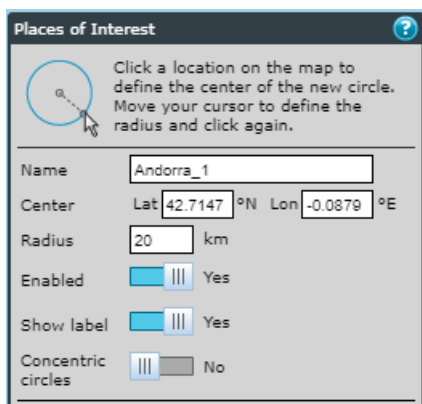 Places of Interest ?
Click a location on the map to
define the center of the new circle.
Move your cursor to define the
radius and click again.
Name Andorra_1
Center Lat 42.7147 °N Lon -0.0879 °E
Radius 20 km
Enabled Yes
Show label Yes
Concentric
circles No